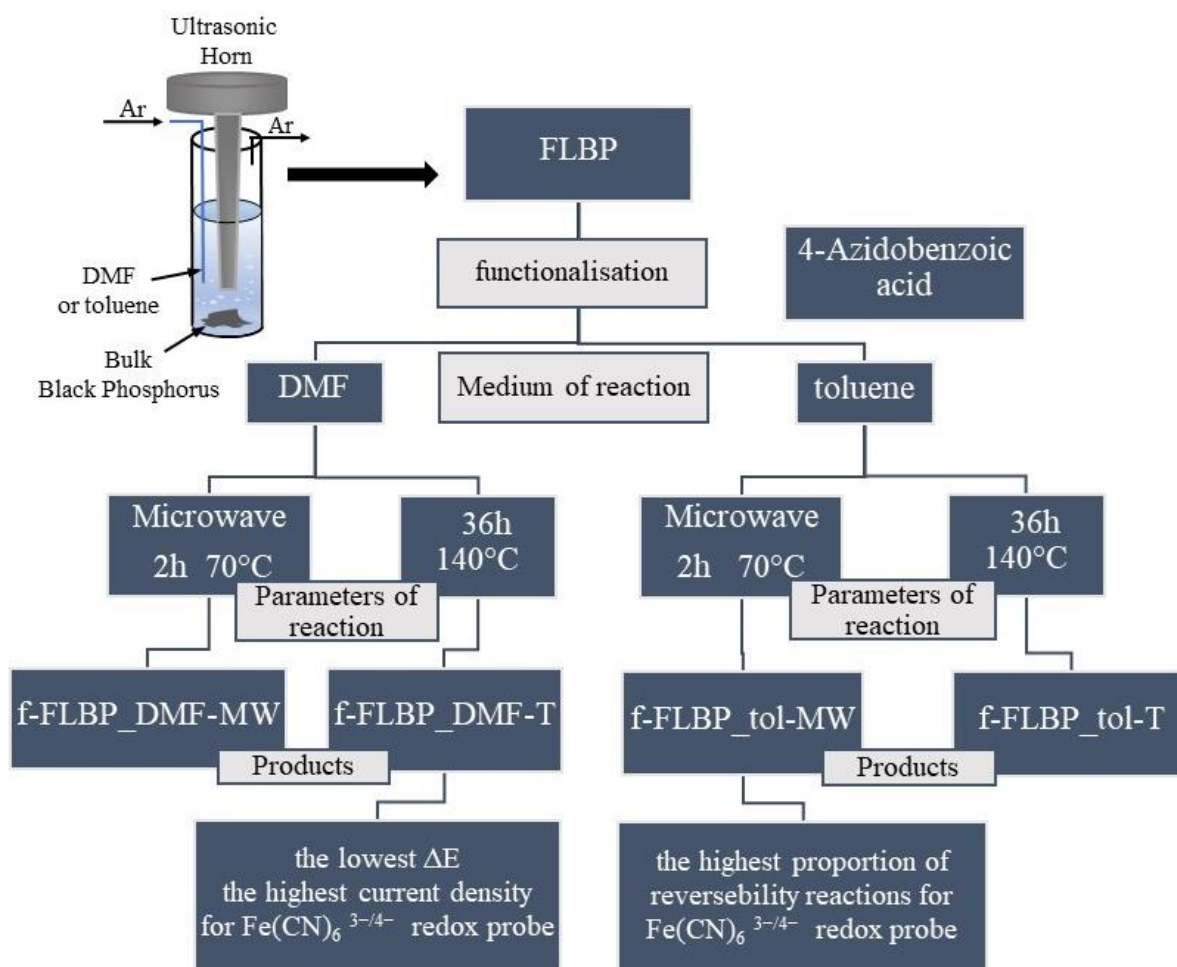 Ultrasonic
Horn
Ar
Ar
DMF
or toluene
Bulk
Black Phosphorus
FLBP
functionalisation
4-Azidobenzoic
acid
Medium of reaction
DMF
toluene
Microwave
2h 70°C
36h
140°C
Parameters of
reaction
Microwave
2h 70°C
36h
140°C
Parameters of
reaction
f-FLBP_DMF-MW
f-FLBP_DMF-T
Products
f-FLBP_tol-MW
f-FLBP_tol-T
Products
the lowest ΔE
the highest current density
for Fe(CN)₆ ³⁻/⁴⁻ redox probe
the highest proportion of
reversebility reactions for
Fe(CN)₆ ³⁻/⁴⁻ redox probe